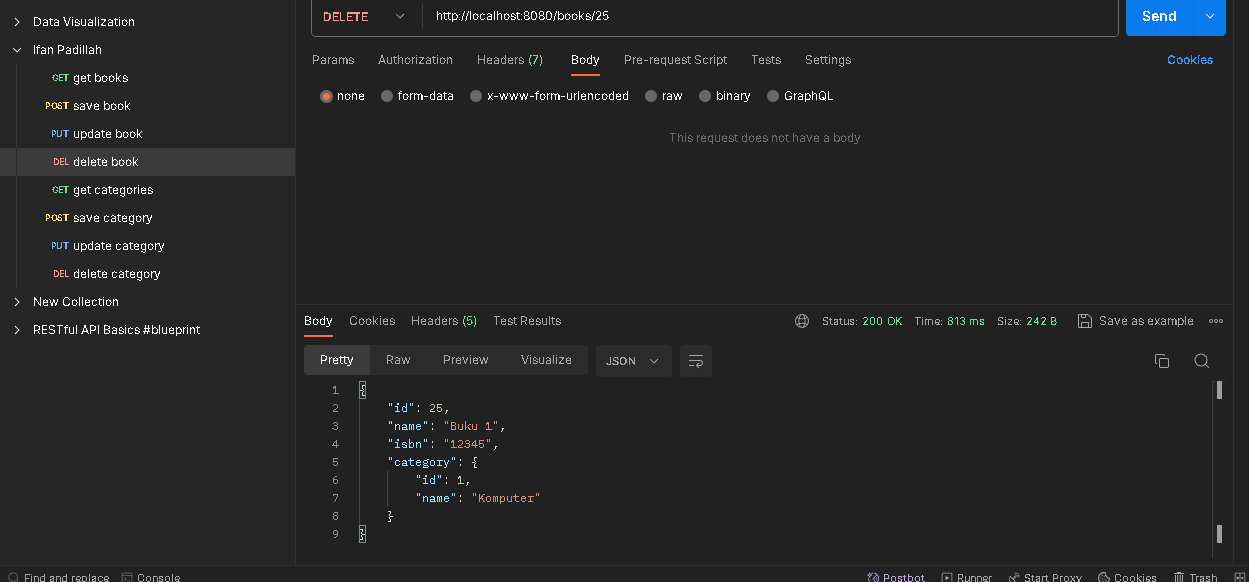 Data Visualization
Ifan Padillah
GET get books
POST save book
PUT update book
DEL delete book
GET get categories
POST save category
PUT update category
DEL delete category
New Collection
RESTful API Basics #blueprint
DELETE http://localhost:8080/books/25 Send
Params Authorization Headers (7) Body Pre-request Script Tests Settings Cookies
none form-data x-www-form-urlencoded raw binary GraphQL
This request does not have a body
Body Cookies Headers (5) Test Results Status: 200 OK Time: 813 ms Size: 242 B Save as example
Pretty Raw Preview Visualize JSON
1 {
2 "id": 25,
3 "name": "Buku 1",
4 "isbn": "12345",
5 "category": {
6 "id": 1,
7 "name": "Komputer"
8 }
9 }
Find and replace Console Postbot Runner Start Proxy Cookies Trash